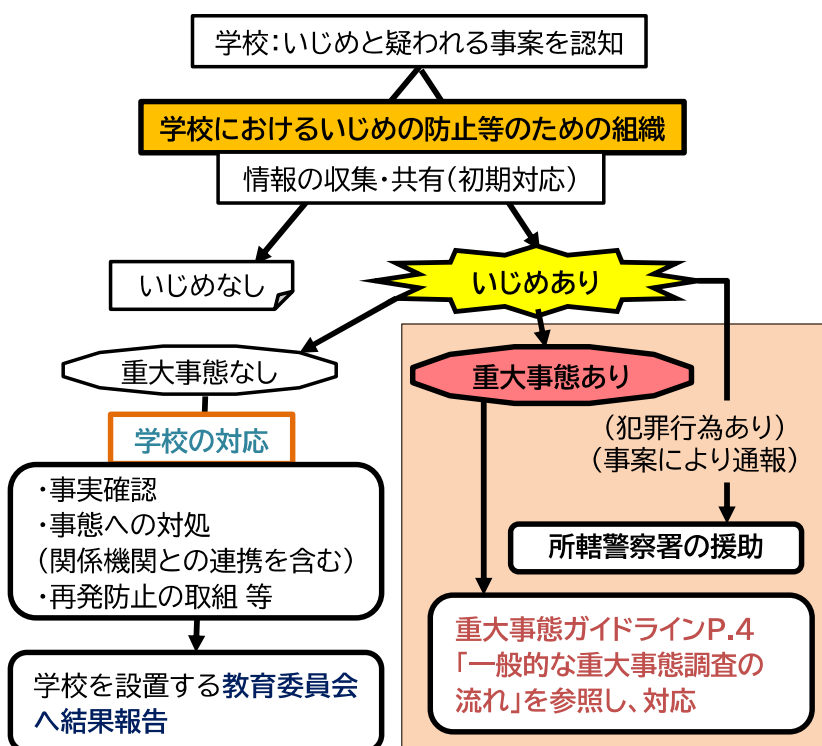 学校:いじめと疑われる事案を認知
学校におけるいじめの防止等のための組織
情報の収集・共有(初期対応)
いじめなし
いじめあり
重大事態なし
重大事態あり
学校の対応
・事実確認
・事態への対処
(関係機関との連携を含む)
・再発防止の取組 等
(犯罪行為あり)
(事案により通報)
所轄警察署の援助
学校を設置する教育委員会
へ結果報告
重大事態ガイドラインP.4
「一般的な重大事態調査の
流れ」を参照し、対応